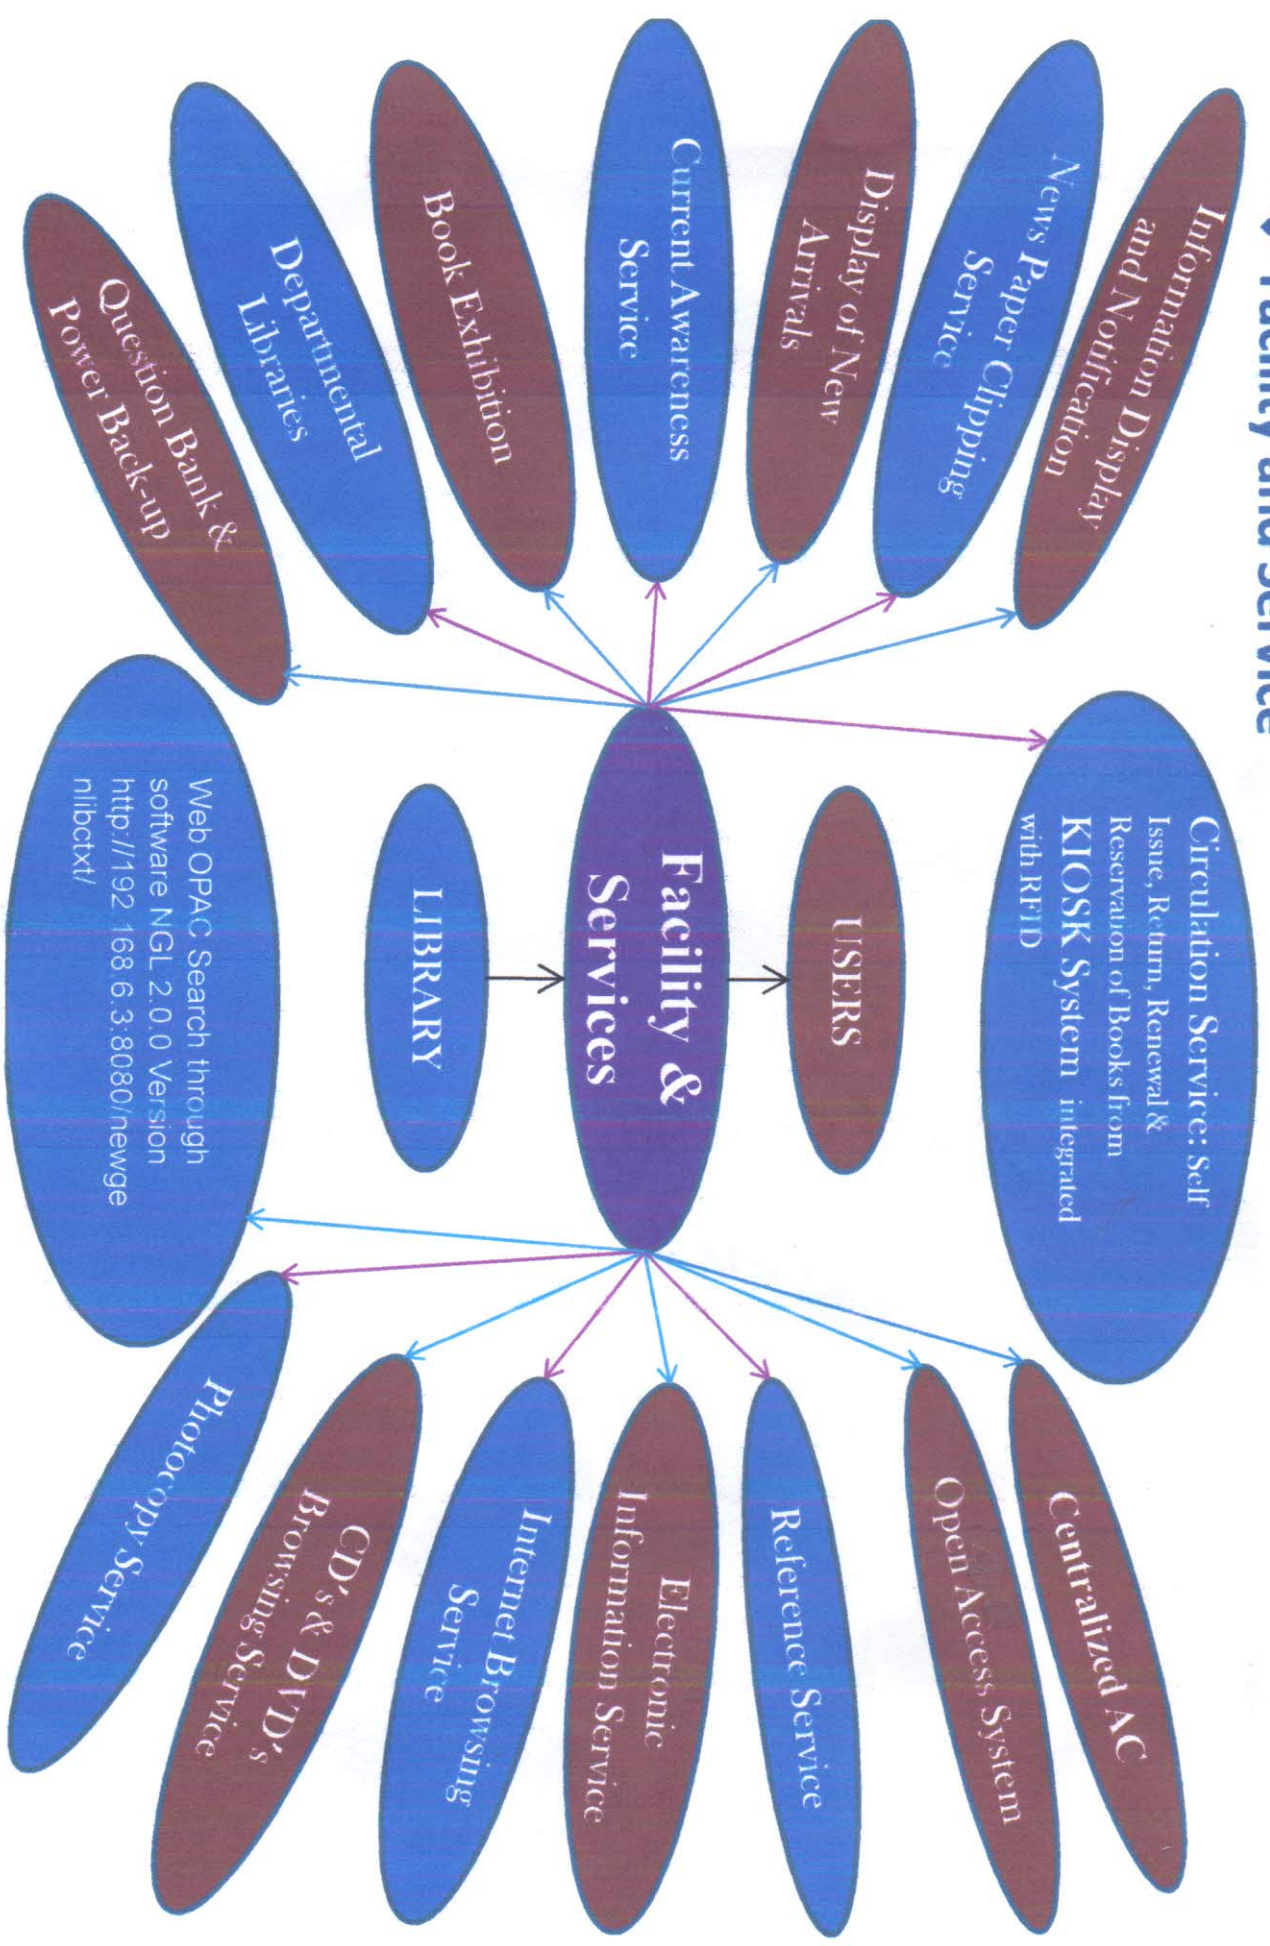 Facility and Service
Circulation Service: Self
Issue, Return, Renewal &
Reservation of Books from
KIOSK System integrated
with RFID
Information Display
and Notification
News Paper Clipping
Service
Display of New
Arrivals
Current Awareness
Service
Book Exhibition
Departmental
Libraries
Question Bank &
Power Back-up
USERS
Facility &
Services
LIBRARY
Centralized AC
Open Access System
Reference Service
Electronic
Information Service
Internet Browsing
Service
CD's & DVD's
Browsing Service
Photocopy Service
Web OPAC Search through
software NGL 2.0.0 Version
http://192.168.6.3:8080/newge
nlibctxt/